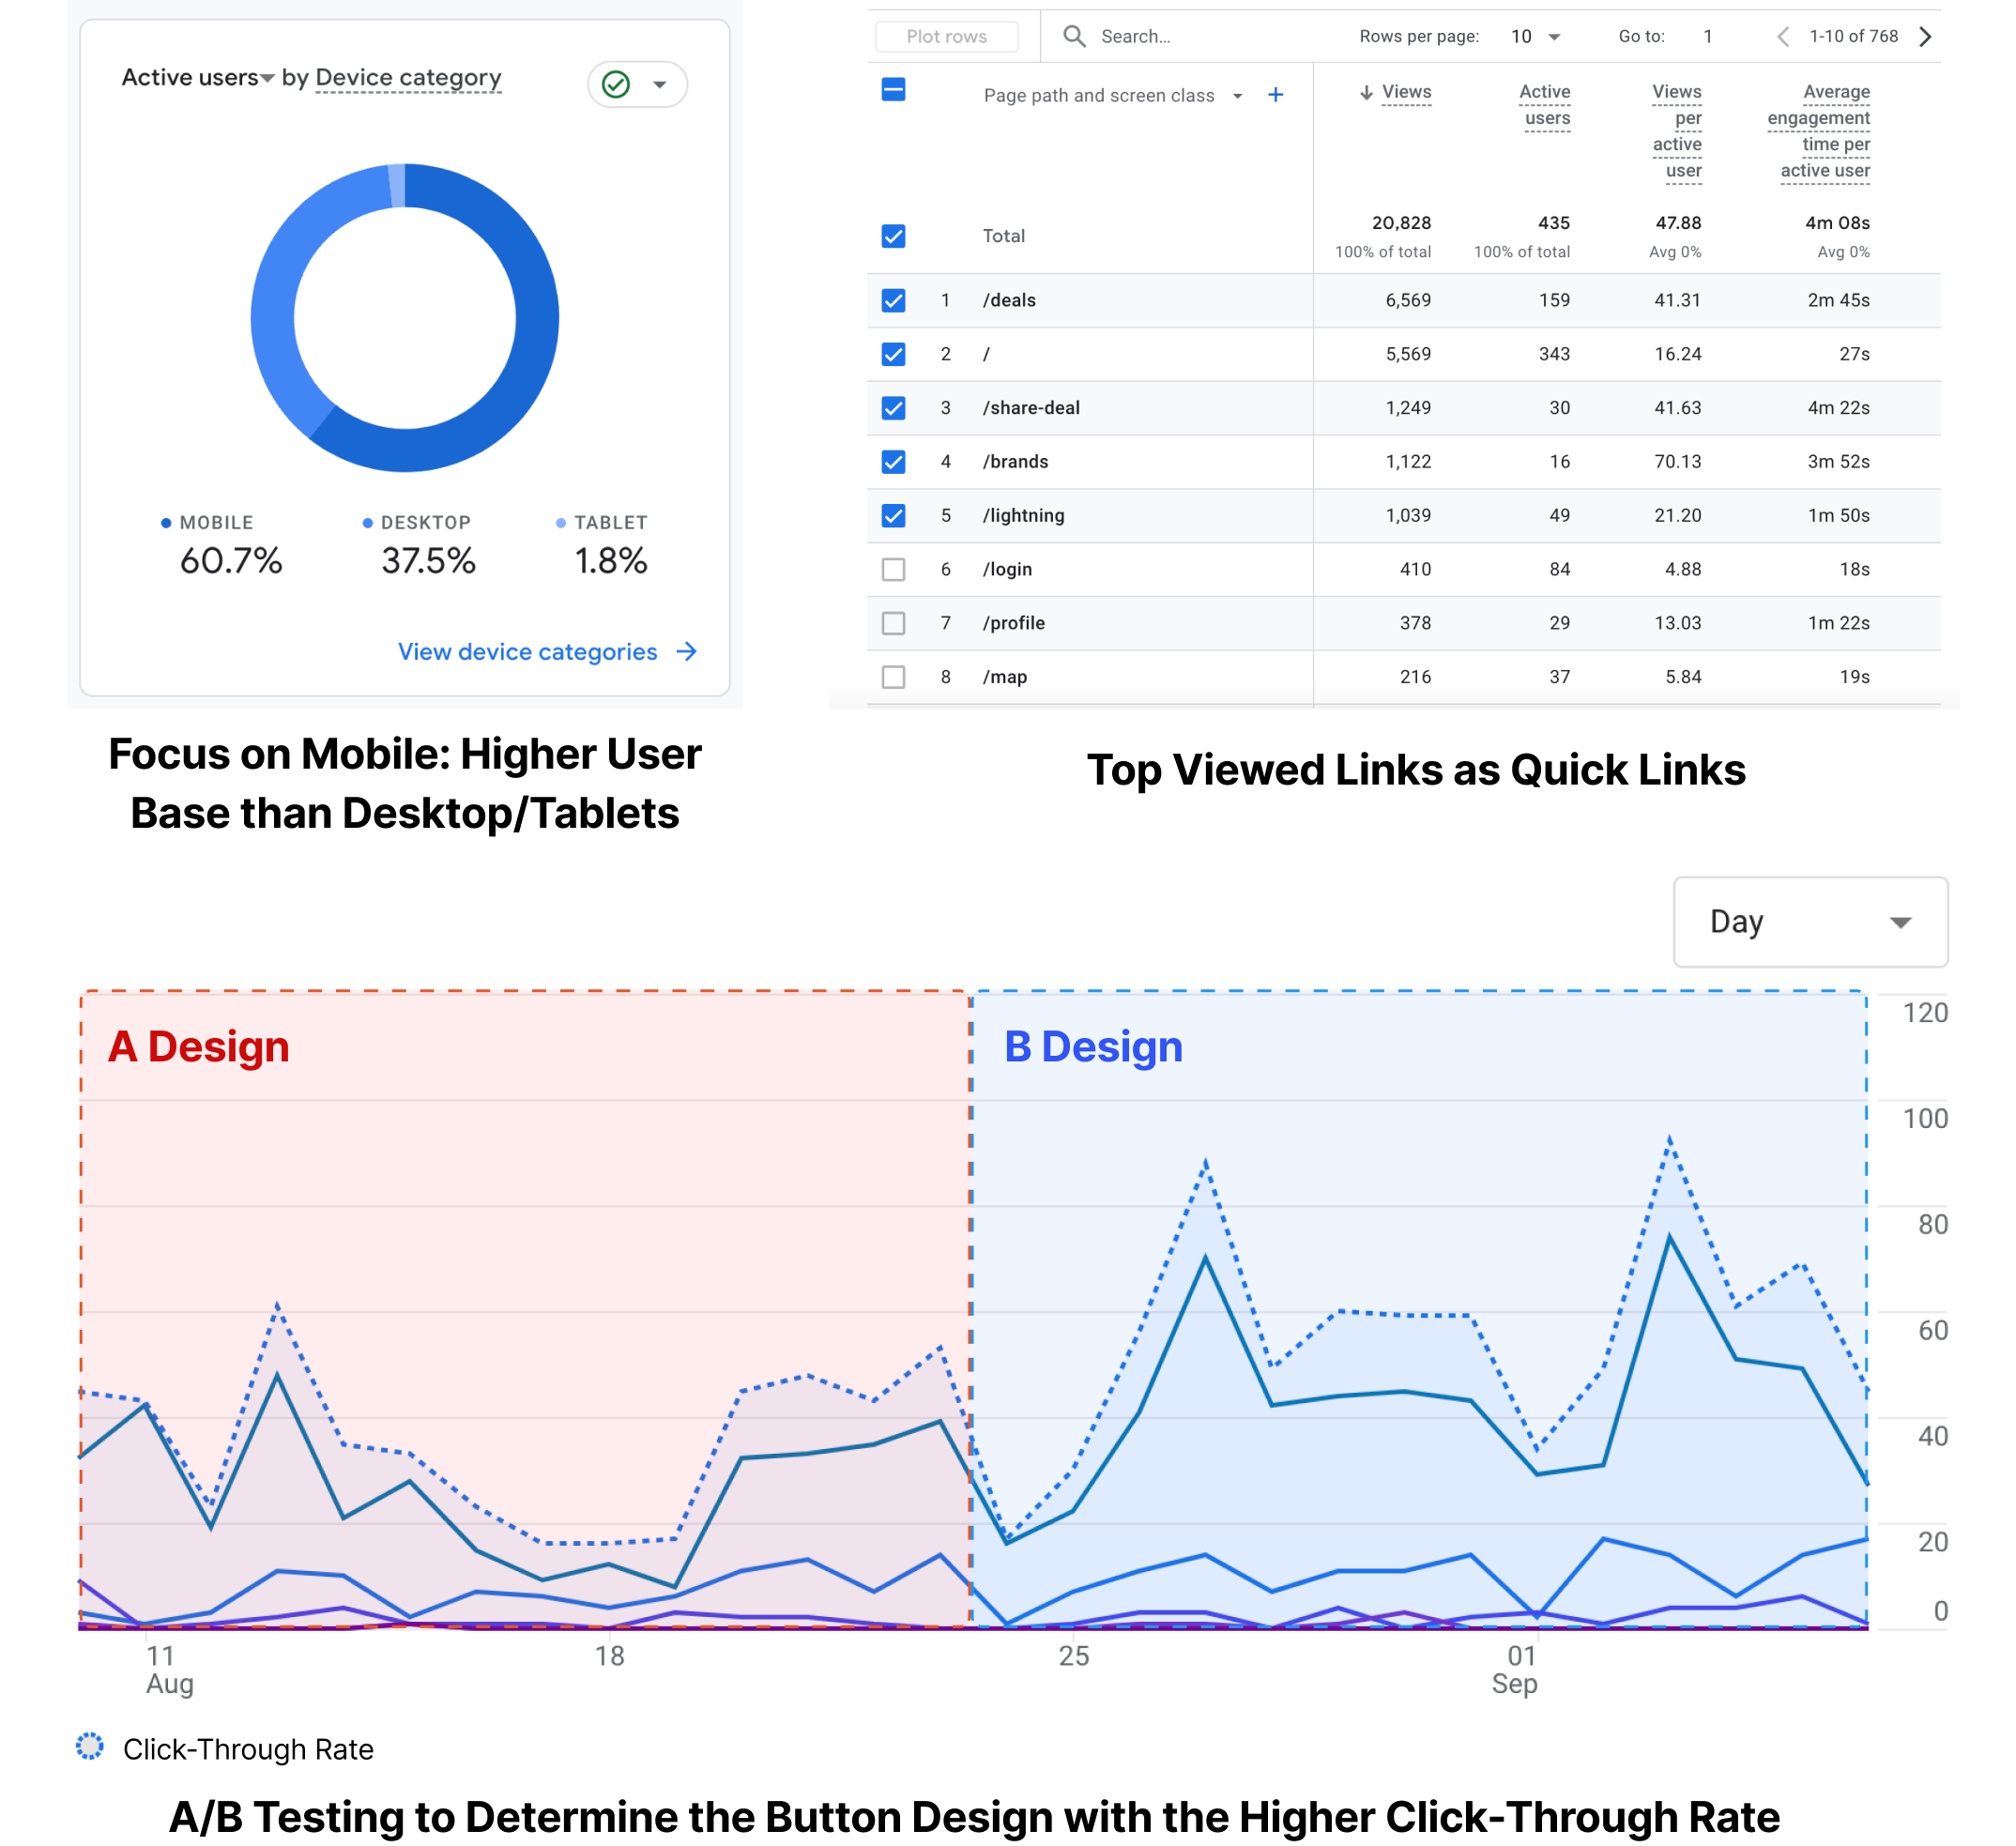 Active users by Device category
MOBILE DESKTOP TABLET
60.7% 37.5% 1.8%
View device categories
Focus on Mobile: Higher User
Base than Desktop/Tablets
Plot rows Search... Rows per page: 10 Go to: 1 1-10 of 768
Page path and screen class + Views Active users Views per active user Average engagement time per active user
Total 20,828 435 47.88 4m 08s
100% of total 100% of total Avg 0% Avg 0%
1 /deals 6,569 159 41.31 2m 45s
2 / 5,569 343 16.24 27s
3 /share-deal 1,249 30 41.63 4m 22s
4 /brands 1,122 16 70.13 3m 52s
5 /lightning 1,039 49 21.20 1m 50s
6 /login 410 84 4.88 18s
7 /profile 378 29 13.03 1m 22s
8 /map 216 37 5.84 19s
Top Viewed Links as Quick Links
Day
A Design B Design
120
100
80
60
40
20
0
11 18 25 01
Aug Sep
Click-Through Rate
A/B Testing to Determine the Button Design with the Higher Click-Through Rate